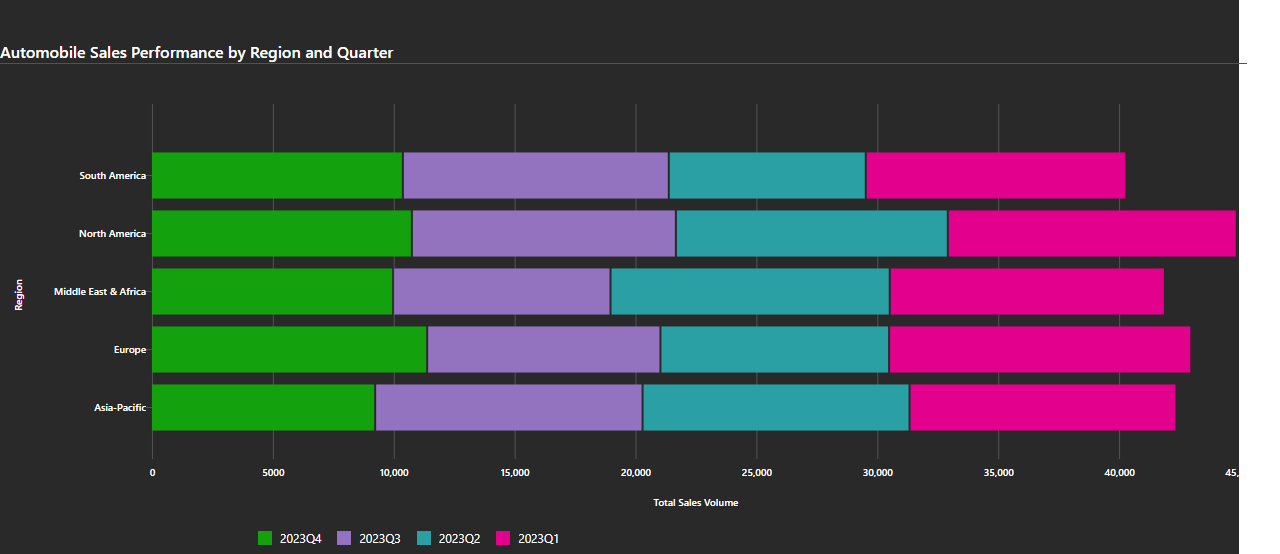 Automobile Sales Performance by Region and Quarter
South America
North America
Middle East & Africa
Europe
Asia-Pacific
Region
0 5000 10,000 15,000 20,000 25,000 30,000 35,000 40,000 45,
Total Sales Volume
2023Q4 2023Q3 2023Q2 2023Q1